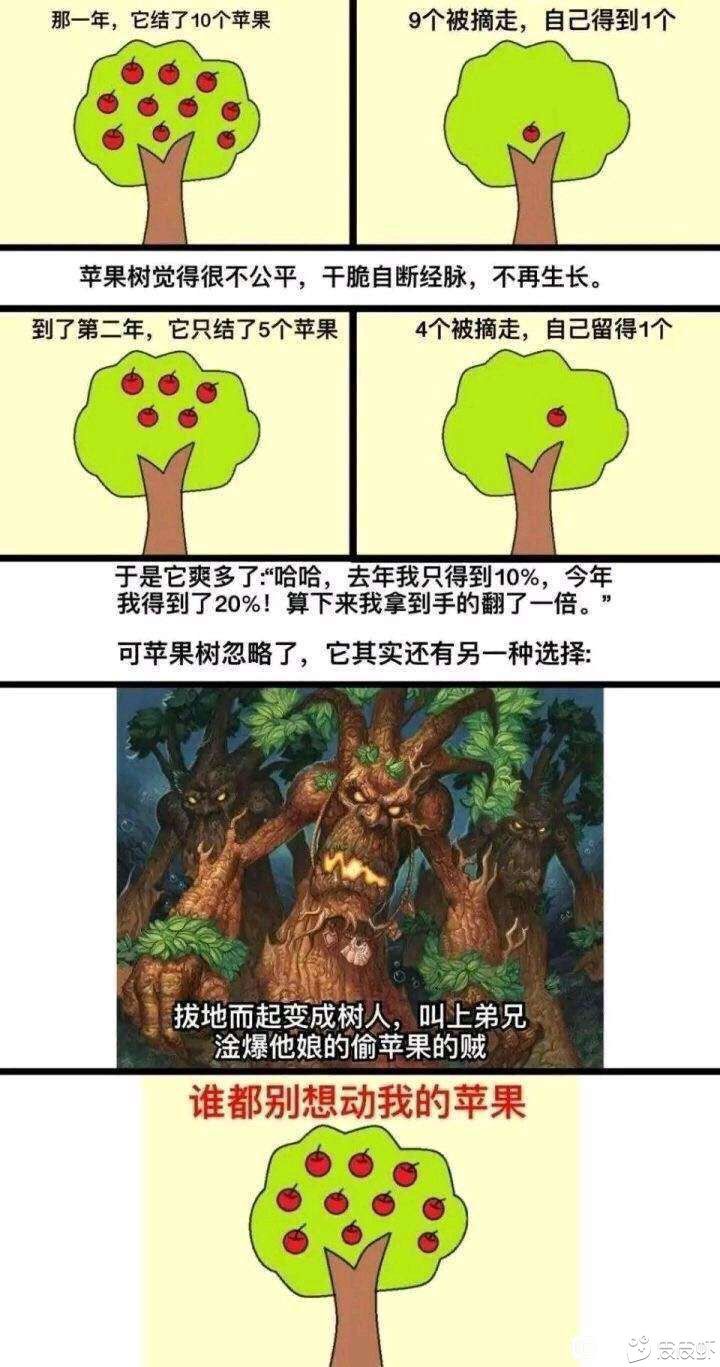 那一年，它结了10个苹果
9个被摘走，自己得到1个
苹果树觉得很不公平，干脆自断经脉，不再生长。
到了第二年，它只结了5个苹果
4个被摘走，自己留得1个
于是它爽多了:“哈哈，去年我只得到10%，今年
我得到了20%！算下来我拿到手的翻了一倍。”
可苹果树忽略了，它其实还有另一种选择:
拔地而起变成树人，叫上弟兄
淦爆他娘的偷苹果的贼
谁都别想动我的苹果
皮皮虾